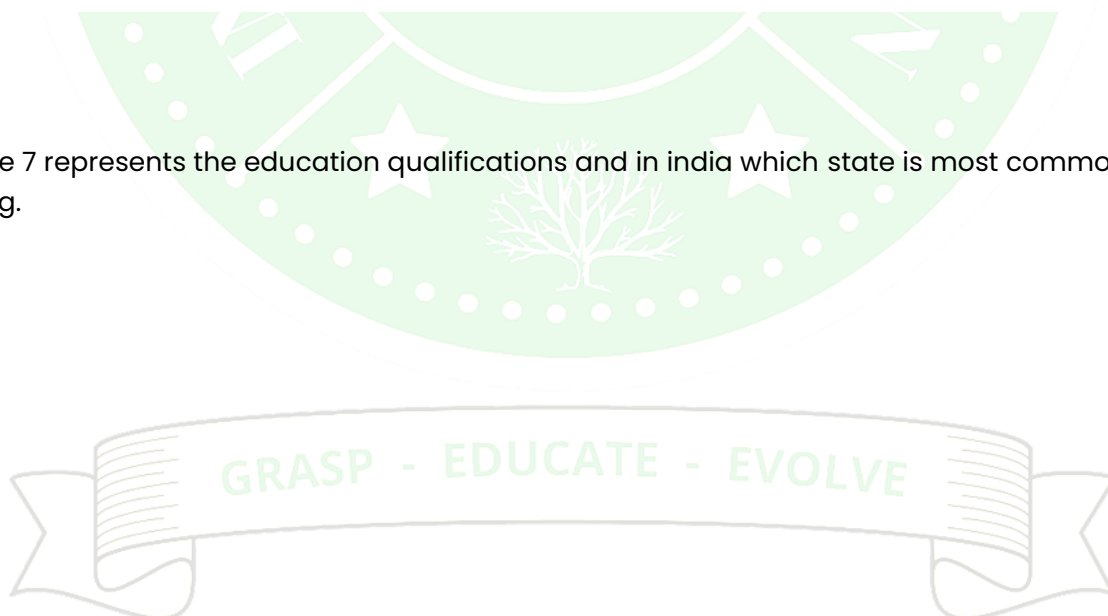 e 7 represents the education qualifications and in india which state is most commo
g.
GRASP - EDUCATE - EVOLVE